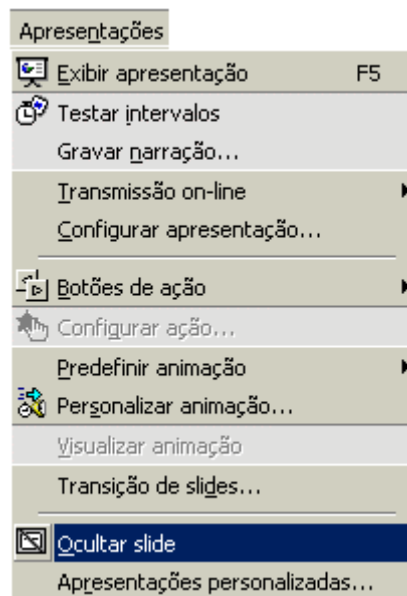 Apresentações
Exibir apresentação F5
Testar intervalos
Gravar narração...
Transmissão on-line
Configurar apresentação...
Botões de ação
Configurar ação...
Predefinir animação
Personalizar animação...
Visualizar animação
Transição de slides...
Ocultar slide
Apresentações personalizadas...